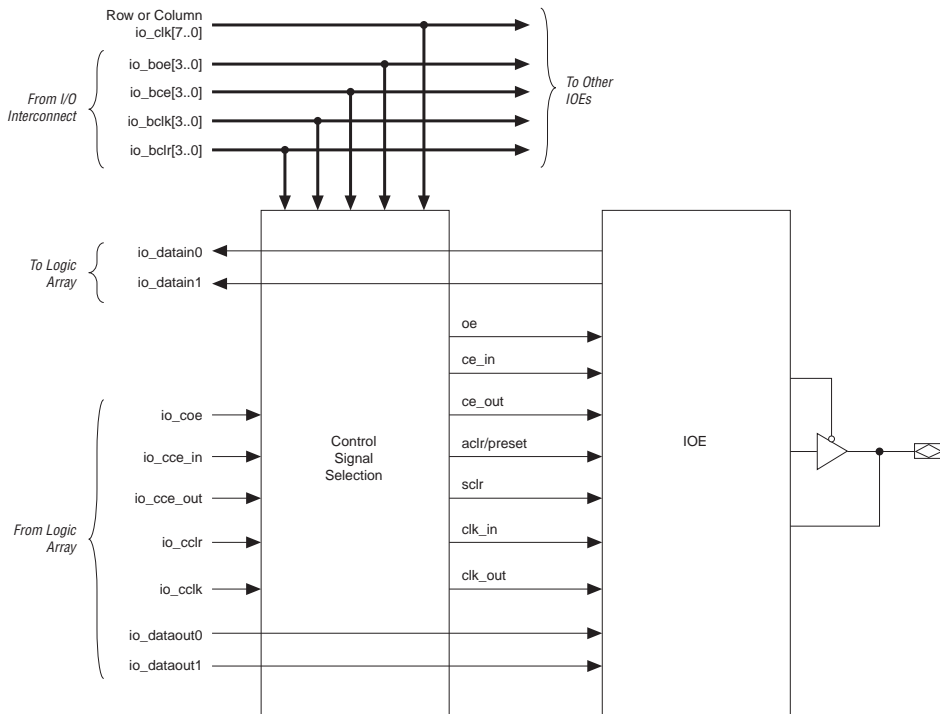 Row or Column
io_clk[7..0]
io_boe[3..0]
From I/O
Interconnect
io_bce[3..0]
io_bclk[3..0]
io_bclr[3..0]
To Other
IOEs
To Logic
Array
io_datain0
io_datain1
From Logic
Array
io_coe
io_cce_in
io_cce_out
io_cclr
io_cclk
io_dataout0
io_dataout1
Control
Signal
Selection
oe
ce_in
ce_out
aclr/preset
sclr
clk_in
clk_out
IOE